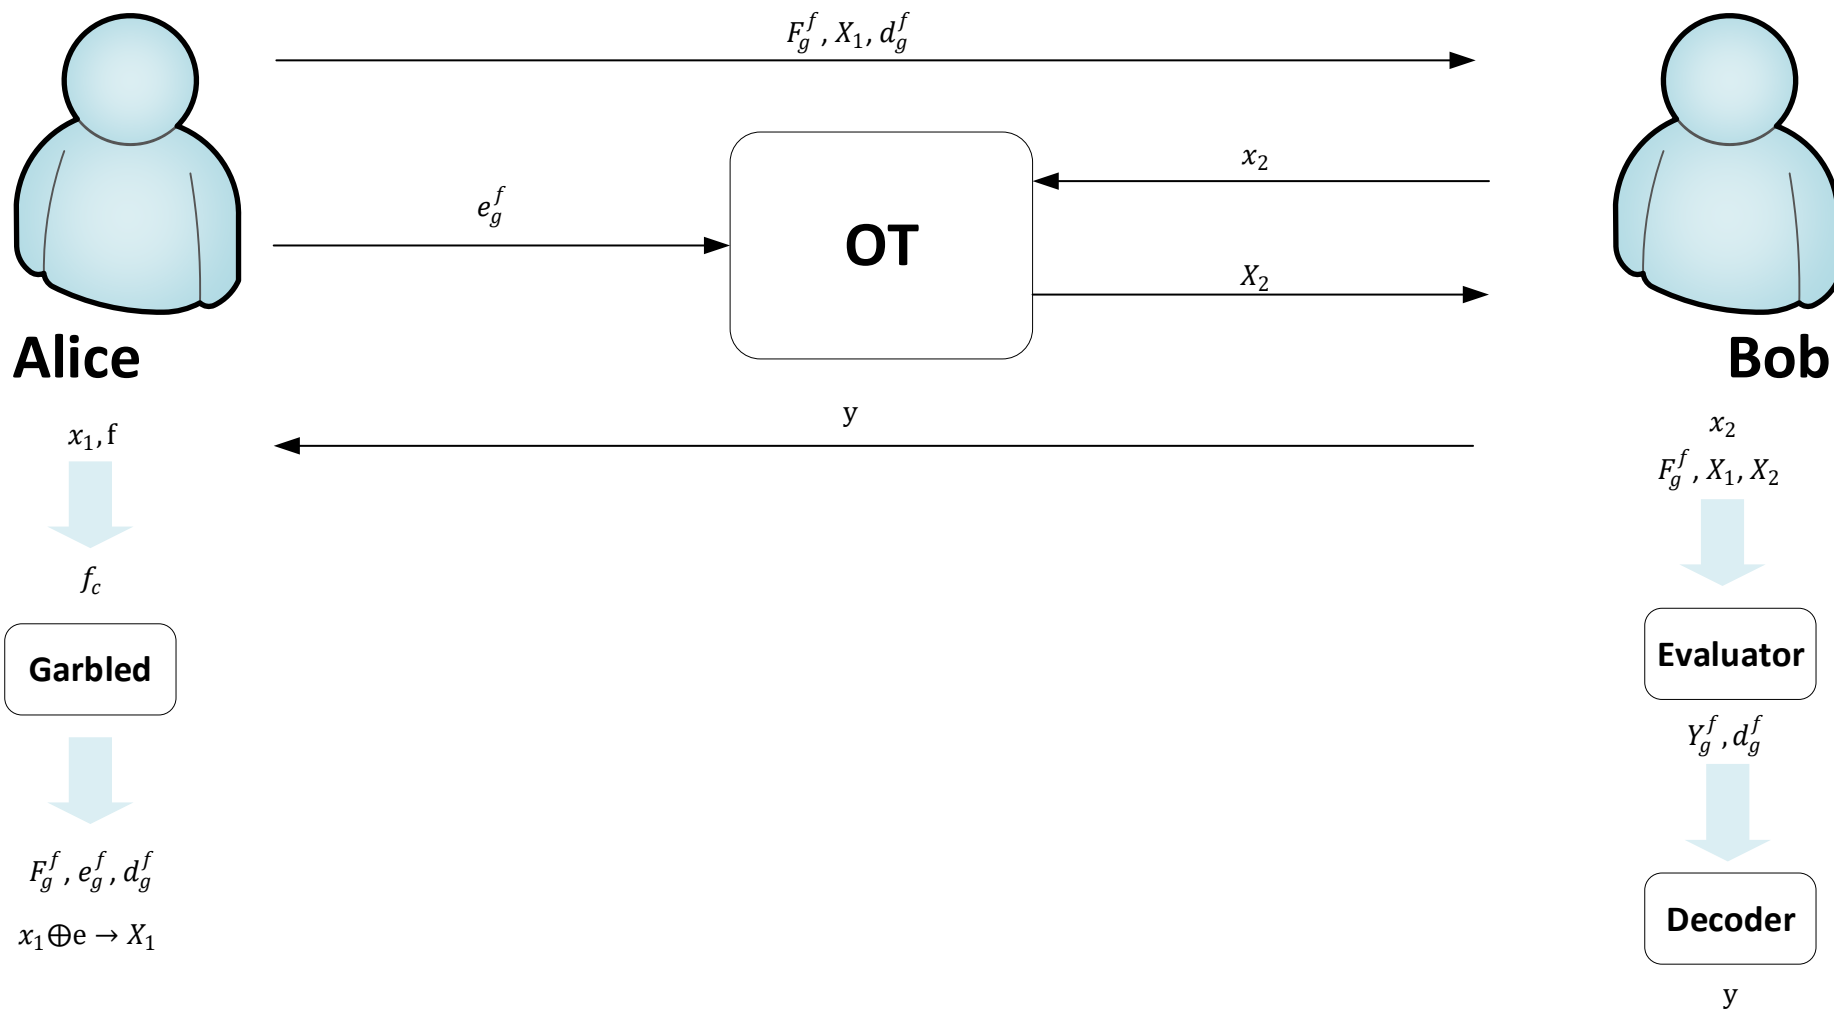 F_g^f, X_1, d_g^f
x_2
e_g^f
OT
X_2
Alice
Bob
y
x_1, f
x_2
F_g^f, X_1, X_2
f_c
Garbled
Evaluator
Y_g^f, d_g^f
F_g^f, e_g^f, d_g^f
x_1⊕e → X_1
Decoder
y